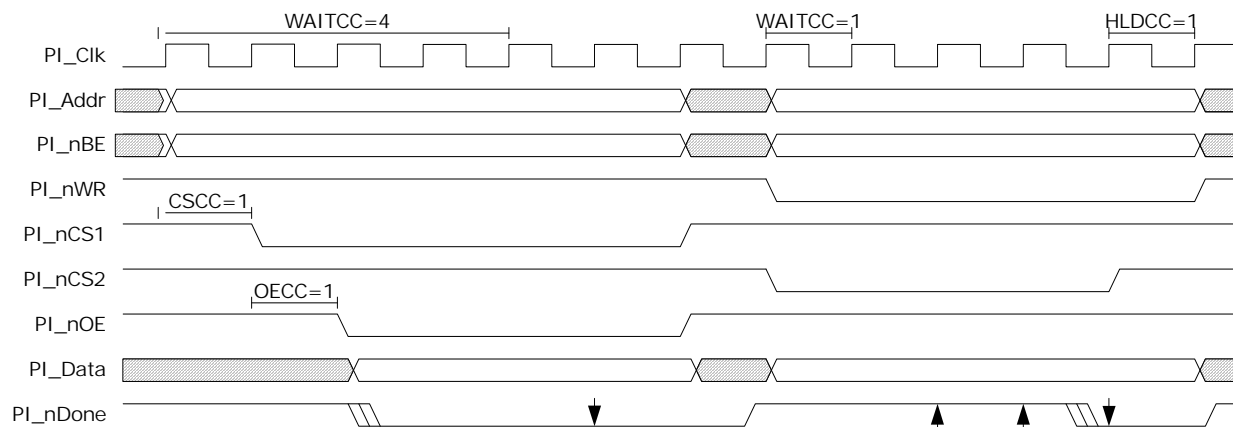 WAITCC=4 WAITCC=1 HLDCC=1
PI_Clk
PI_Addr
PI_nBE
PI_nWR
CSCC=1
PI_nCS1
PI_nCS2
OECC=1
PI_nOE
PI_Data
PI_nDone